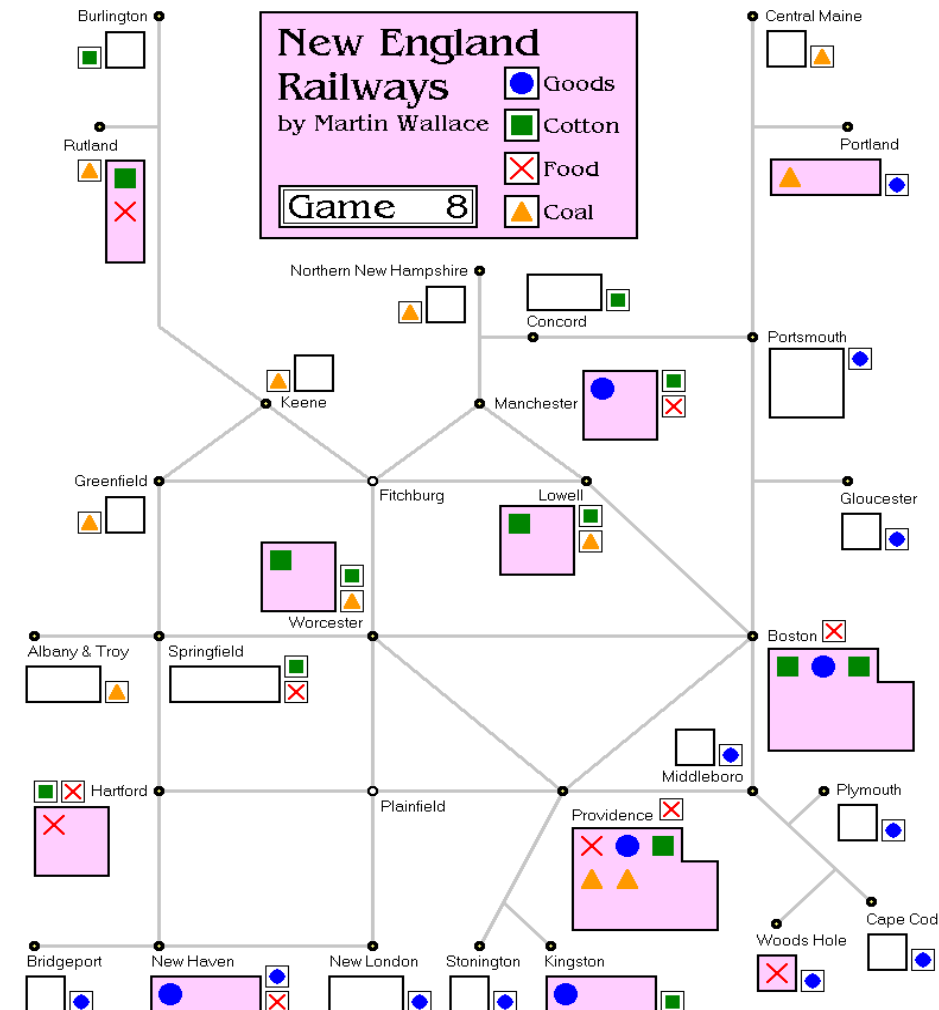 Burlington
Central Maine
New England
Railways
by Martin Wallace
Goods
Cotton
Food
Coal
Game 8
Rutland
Portland
Northern New Hampshire
Concord
Portsmouth
Keene
Manchester
Greenfield
Fitchburg
Lowell
Gloucester
Worcester
Albany & Troy
Springfield
Boston
Middleboro
Hartford
Plainfield
Providence
Plymouth
Cape Cod
Woods Hole
Bridgeport
New Haven
New London
Stonington
Kingston